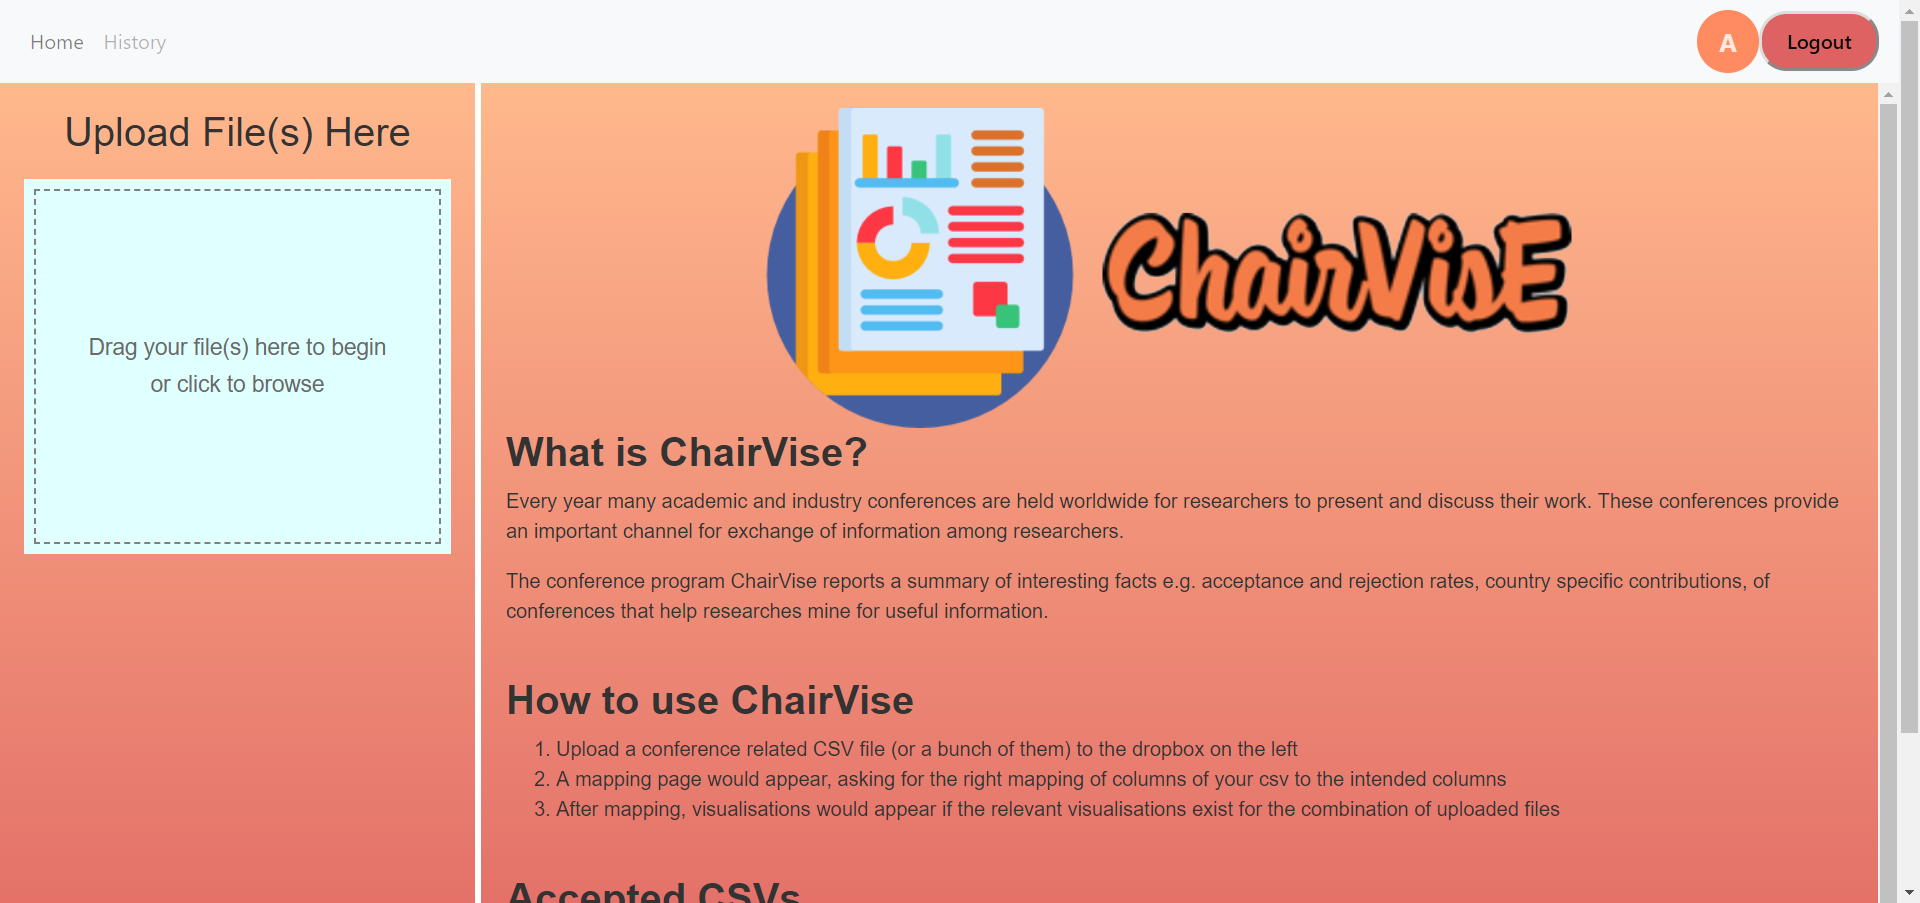 Home History
A
Logout
Upload File(s) Here
Drag your file(s) here to begin
or click to browse
ChairVisE
What is ChairVise?
Every year many academic and industry conferences are held worldwide for researchers to present and discuss their work. These conferences provide
an important channel for exchange of information among researchers.
The conference program ChairVise reports a summary of interesting facts e.g. acceptance and rejection rates, country specific contributions, of
conferences that help researches mine for useful information.
How to use ChairVise
1. Upload a conference related CSV file (or a bunch of them) to the dropbox on the left
2. A mapping page would appear, asking for the right mapping of columns of your csv to the intended columns
3. After mapping, visualisations would appear if the relevant visualisations exist for the combination of uploaded files
Accepted CSVs